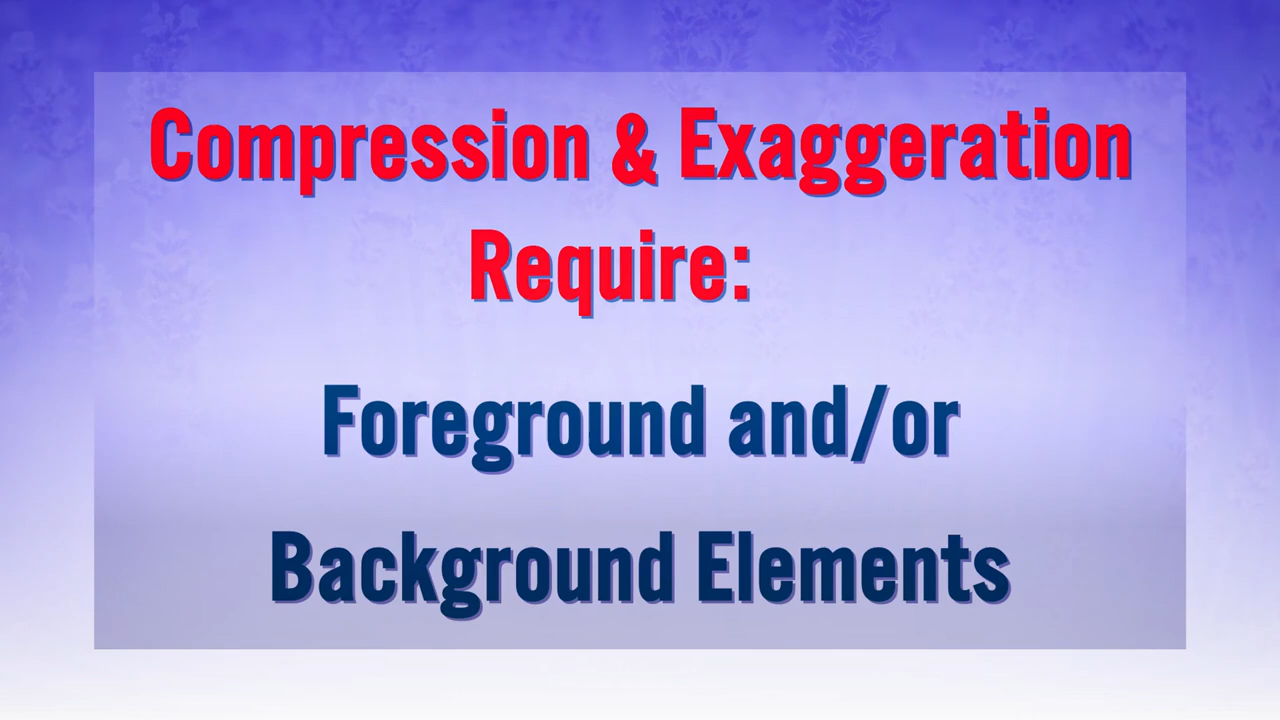 Compression & Exaggeration
Require:
Foreground and/or
Background Elements